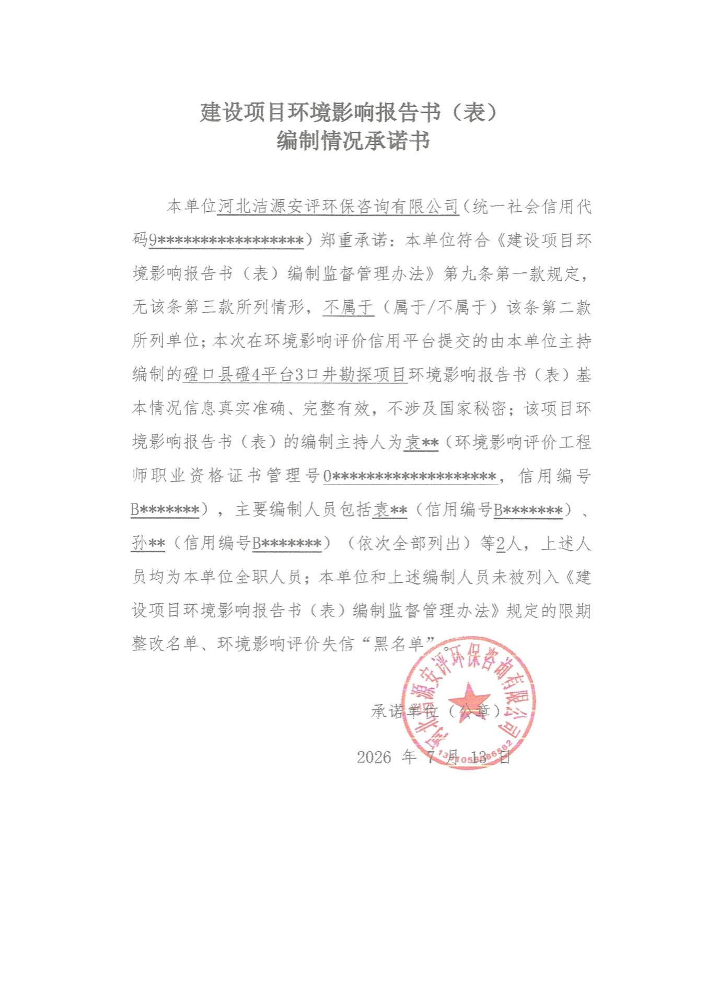 建设项目环境影响报告书（表）
编制情况承诺书
本单位河北洁源安评环保咨询有限公司（统一社会信用代
码9*****************）郑重承诺：本单位符合《建设项目环
境影响报告书（表）编制监督管理办法》第九条第一款规定，
无该条第三款所列情形，不属于（属于/不属于）该条第二款
所列单位；本次在环境影响评价信用平台提交的由本单位主持
编制的磴口县磴4平台3口井勘探项目环境影响报告书（表）基
本情况信息真实准确、完整有效，不涉及国家秘密；该项目环
境影响报告书（表）的编制主持人为袁**（环境影响评价工程
师职业资格证书管理号0*******************，信用编号
B*******），主要编制人员包括袁**（信用编号B*******）、
孙**（信用编号B*******）（依次全部列出）等2人，上述人
员均为本单位全职人员；本单位和上述编制人员未被列入《建
设项目环境影响报告书（表）编制监督管理办法》规定的限期
整改名单、环境影响评价失信“黑名单”。
河北洁源安评环保咨询有限公司
承诺单位（公章）
2026 年 7 月 13 日